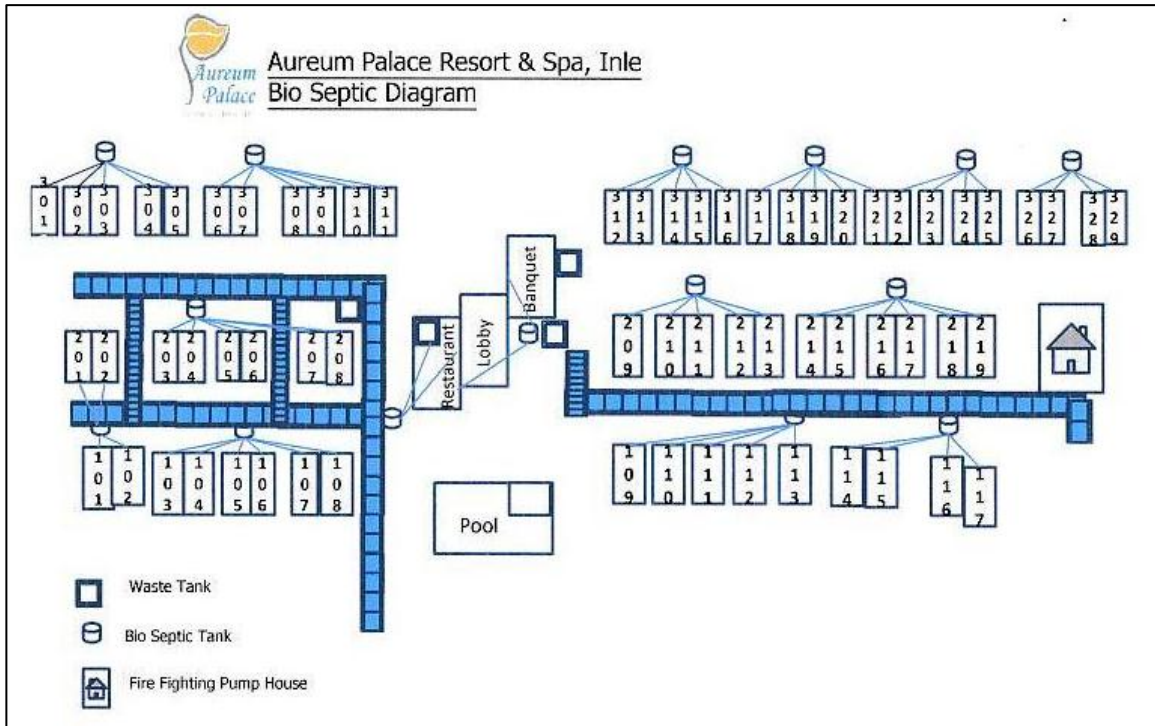 Aureum Palace Resort & Spa, Inle
Aureum
Palace
Bio Septic Diagram
301 302 303 304 305 306 307 308 309 310 311
312 313 314 315 316 317 318 319 320 321 322 323 324 325 326 327 328 329
Banquet
Lobby
Restaurant
201 202 203 204 205 206 207 208
209 210 211 212 213 214 215 216 217 218 219
101 102 103 104 105 106 107 108
109 110 111 112 113 114 115 116 117
Pool
Waste Tank
Bio Septic Tank
Fire Fighting Pump House